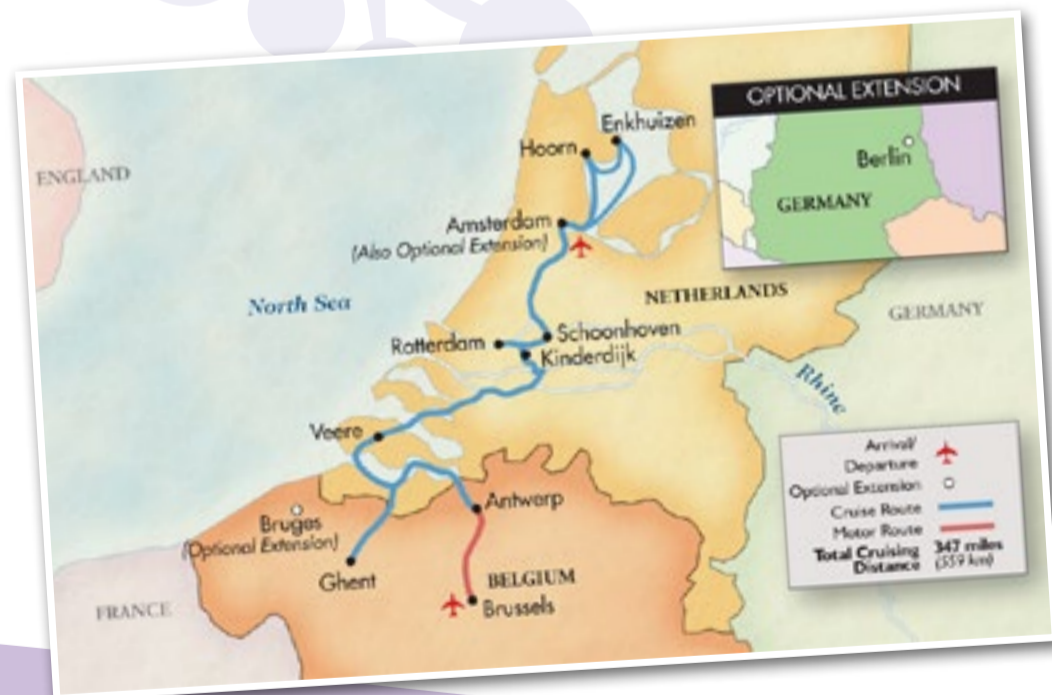 OPTIONAL EXTENSION
Berlin
GERMANY
ENGLAND
Enkhuizen
Hoorn
Amsterdam
(Also Optional Extension)
North Sea
NETHERLANDS
GERMANY
Rotterdam
Schoonhoven
Kinderdijk
Rhine
Veere
Antwerp
Bruges
(Optional Extension)
Ghent
BELGIUM
Brussels
FRANCE
Arrival/
Departure
Optional Extension
Cruise Route
Motor Route
Total Cruising 347 miles
Distance (559 km)